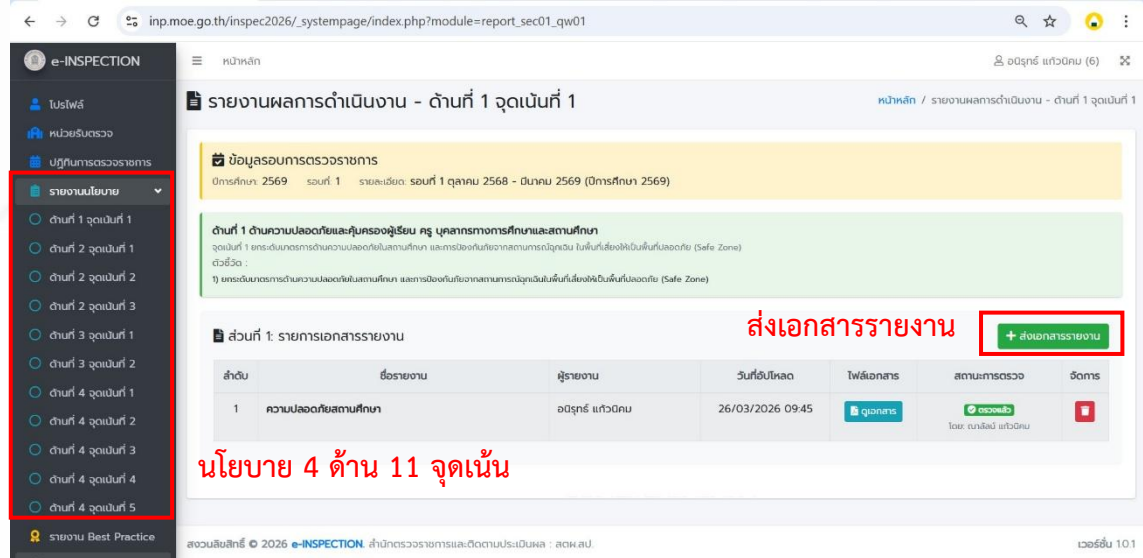 inp.moe.go.th/inspec2026/_systempage/index.php?module=report_sec01_qw01
e-INSPECTION
หน้าหลัก
อนิรุทธ์ แก้วนิคม (6)
โปรไฟล์
หน่วยรับตรวจ
ปฏิทินการตรวจราชการ
รายงานนโยบาย
ด้านที่ 1 จุดเน้นที่ 1
ด้านที่ 2 จุดเน้นที่ 1
ด้านที่ 2 จุดเน้นที่ 2
ด้านที่ 2 จุดเน้นที่ 3
ด้านที่ 3 จุดเน้นที่ 1
ด้านที่ 3 จุดเน้นที่ 2
ด้านที่ 4 จุดเน้นที่ 1
ด้านที่ 4 จุดเน้นที่ 2
ด้านที่ 4 จุดเน้นที่ 3
ด้านที่ 4 จุดเน้นที่ 4
ด้านที่ 4 จุดเน้นที่ 5
รายงาน Best Practice
รายงานผลการดำเนินงาน - ด้านที่ 1 จุดเน้นที่ 1
หน้าหลัก / รายงานผลการดำเนินงาน - ด้านที่ 1 จุดเน้นที่ 1
ข้อมูลรอบการตรวจราชการ
ปีการศึกษา: 2569 รอบที่: 1 รายละเอียด: รอบที่ 1 ตุลาคม 2568 - มีนาคม 2569 (ปีการศึกษา 2569)
ด้านที่ 1 ด้านความปลอดภัยและคุ้มครองผู้เรียน ครู บุคลากรทางการศึกษาและสถานศึกษา
จุดเน้นที่ 1 ยกระดับมาตรการด้านความปลอดภัยในสถานศึกษา และการป้องกันภัยจากสถานการณ์ฉุกเฉิน ในพื้นที่เสี่ยงให้เป็นพื้นที่ปลอดภัย (Safe Zone)
ตัวชี้วัด :
1) ยกระดับมาตรการด้านความปลอดภัยในสถานศึกษา และการป้องกันภัยจากสถานการณ์ฉุกเฉินในพื้นที่เสี่ยงให้เป็นพื้นที่ปลอดภัย (Safe Zone)
ส่วนที่ 1: รายการเอกสารรายงาน
ส่งเอกสารรายงาน
+ ส่งเอกสารรายงาน
ลำดับ ชื่อรายงาน ผู้รายงาน วันที่อัปโหลด ไฟล์เอกสาร สถานะการตรวจ จัดการ
1 ความปลอดภัยสถานศึกษา อนิรุทธ์ แก้วนิคม 26/03/2026 09:45 ดูเอกสาร ตรวจแล้ว
โดย: ณาลัลน์ แก้วนิคม
นโยบาย 4 ด้าน 11 จุดเน้น
สงวนลิขสิทธิ์ © 2026 e-INSPECTION. สำนักตรวจราชการและติดตามประเมินผล : สตผ.สป.
เวอร์ชั่น 1.0.1